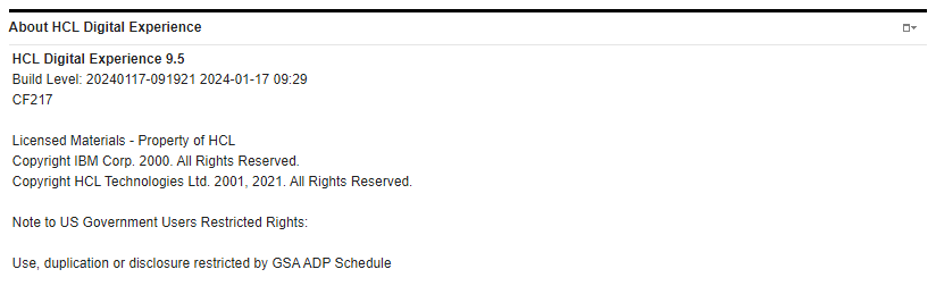 About HCL Digital Experience
HCL Digital Experience 9.5
Build Level: 20240117-091921 2024-01-17 09:29
CF217
Licensed Materials - Property of HCL
Copyright IBM Corp. 2000. All Rights Reserved.
Copyright HCL Technologies Ltd. 2001, 2021. All Rights Reserved.
Note to US Government Users Restricted Rights:
Use, duplication or disclosure restricted by GSA ADP Schedule